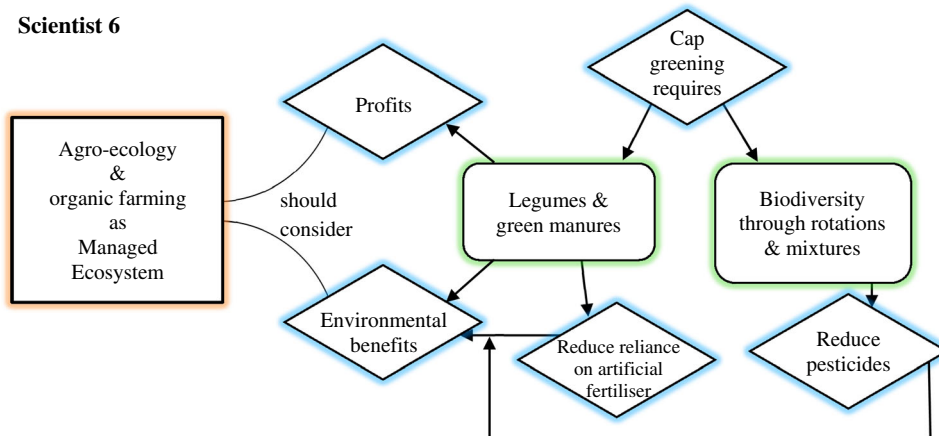 Scientist 6
Cap
greening
requires
Profits
Agro-ecology
&
organic farming
as
Managed
Ecosystem
should
consider
Legumes &
green manures
Biodiversity
through rotations
& mixtures
Environmental
benefits
Reduce reliance
on artificial
fertiliser
Reduce
pesticides